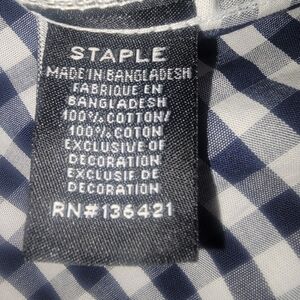 STAPLE
MADE IN BANGLADESH
FABRIQUE EN
BANGLADESH
100% COTTON/
100% COTON
EXCLUSIVE OF
DECORATION
EXCLUSIF DE
DECORATION
RN#136421